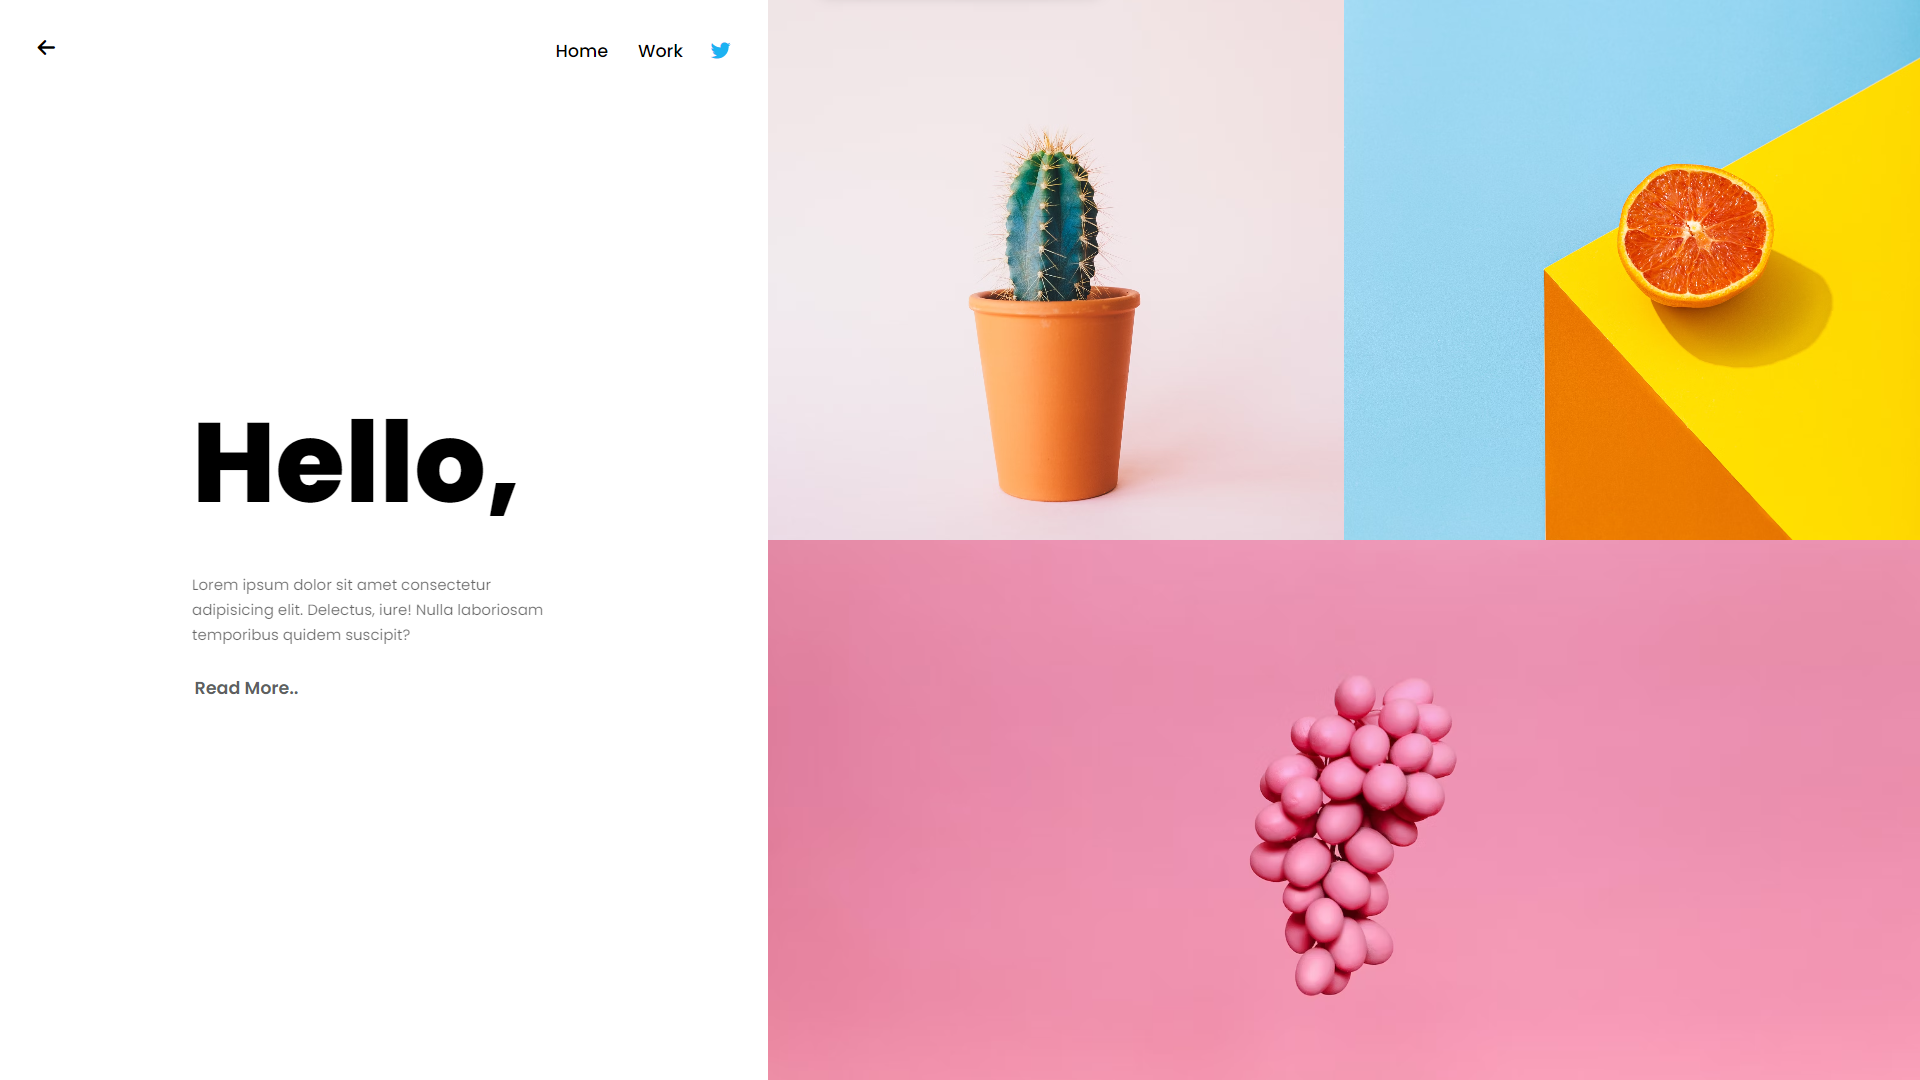 Home Work
Hello,
Lorem ipsum dolor sit amet consectetur
adipisicing elit. Delectus, iure! Nulla laboriosam
temporibus quidem suscipit?
Read More..